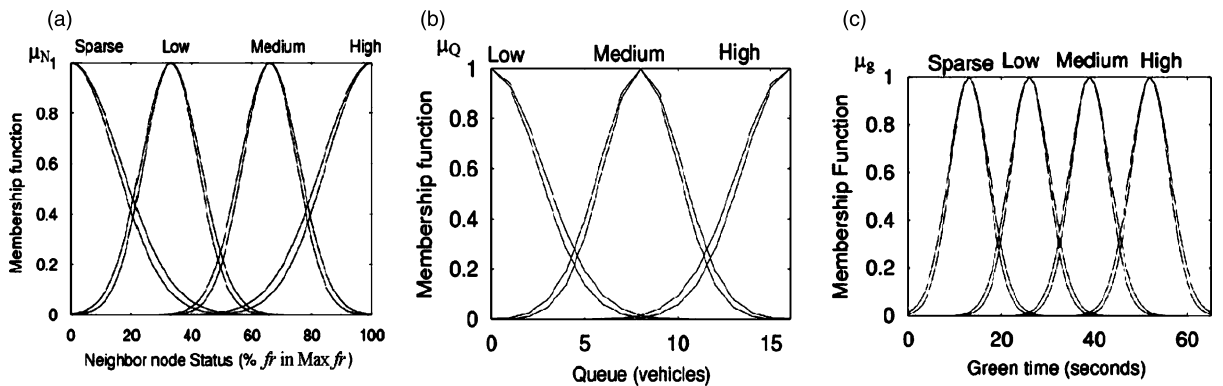 (a)
μN
Sparse Low Medium High
1
0.8
0.6
0.4
0.2
0
0 20 40 60 80 100
Membership function
Neighbor node Status (% fr in Max fr)
(b)
μQ
Low Medium High
1
0.8
0.6
0.4
0.2
0
0 5 10 15
Membership function
Queue (vehicles)
(c)
μg
Sparse Low Medium High
1
0.8
0.6
0.4
0.2
0
0 20 40 60
Membership Function
Green time (seconds)